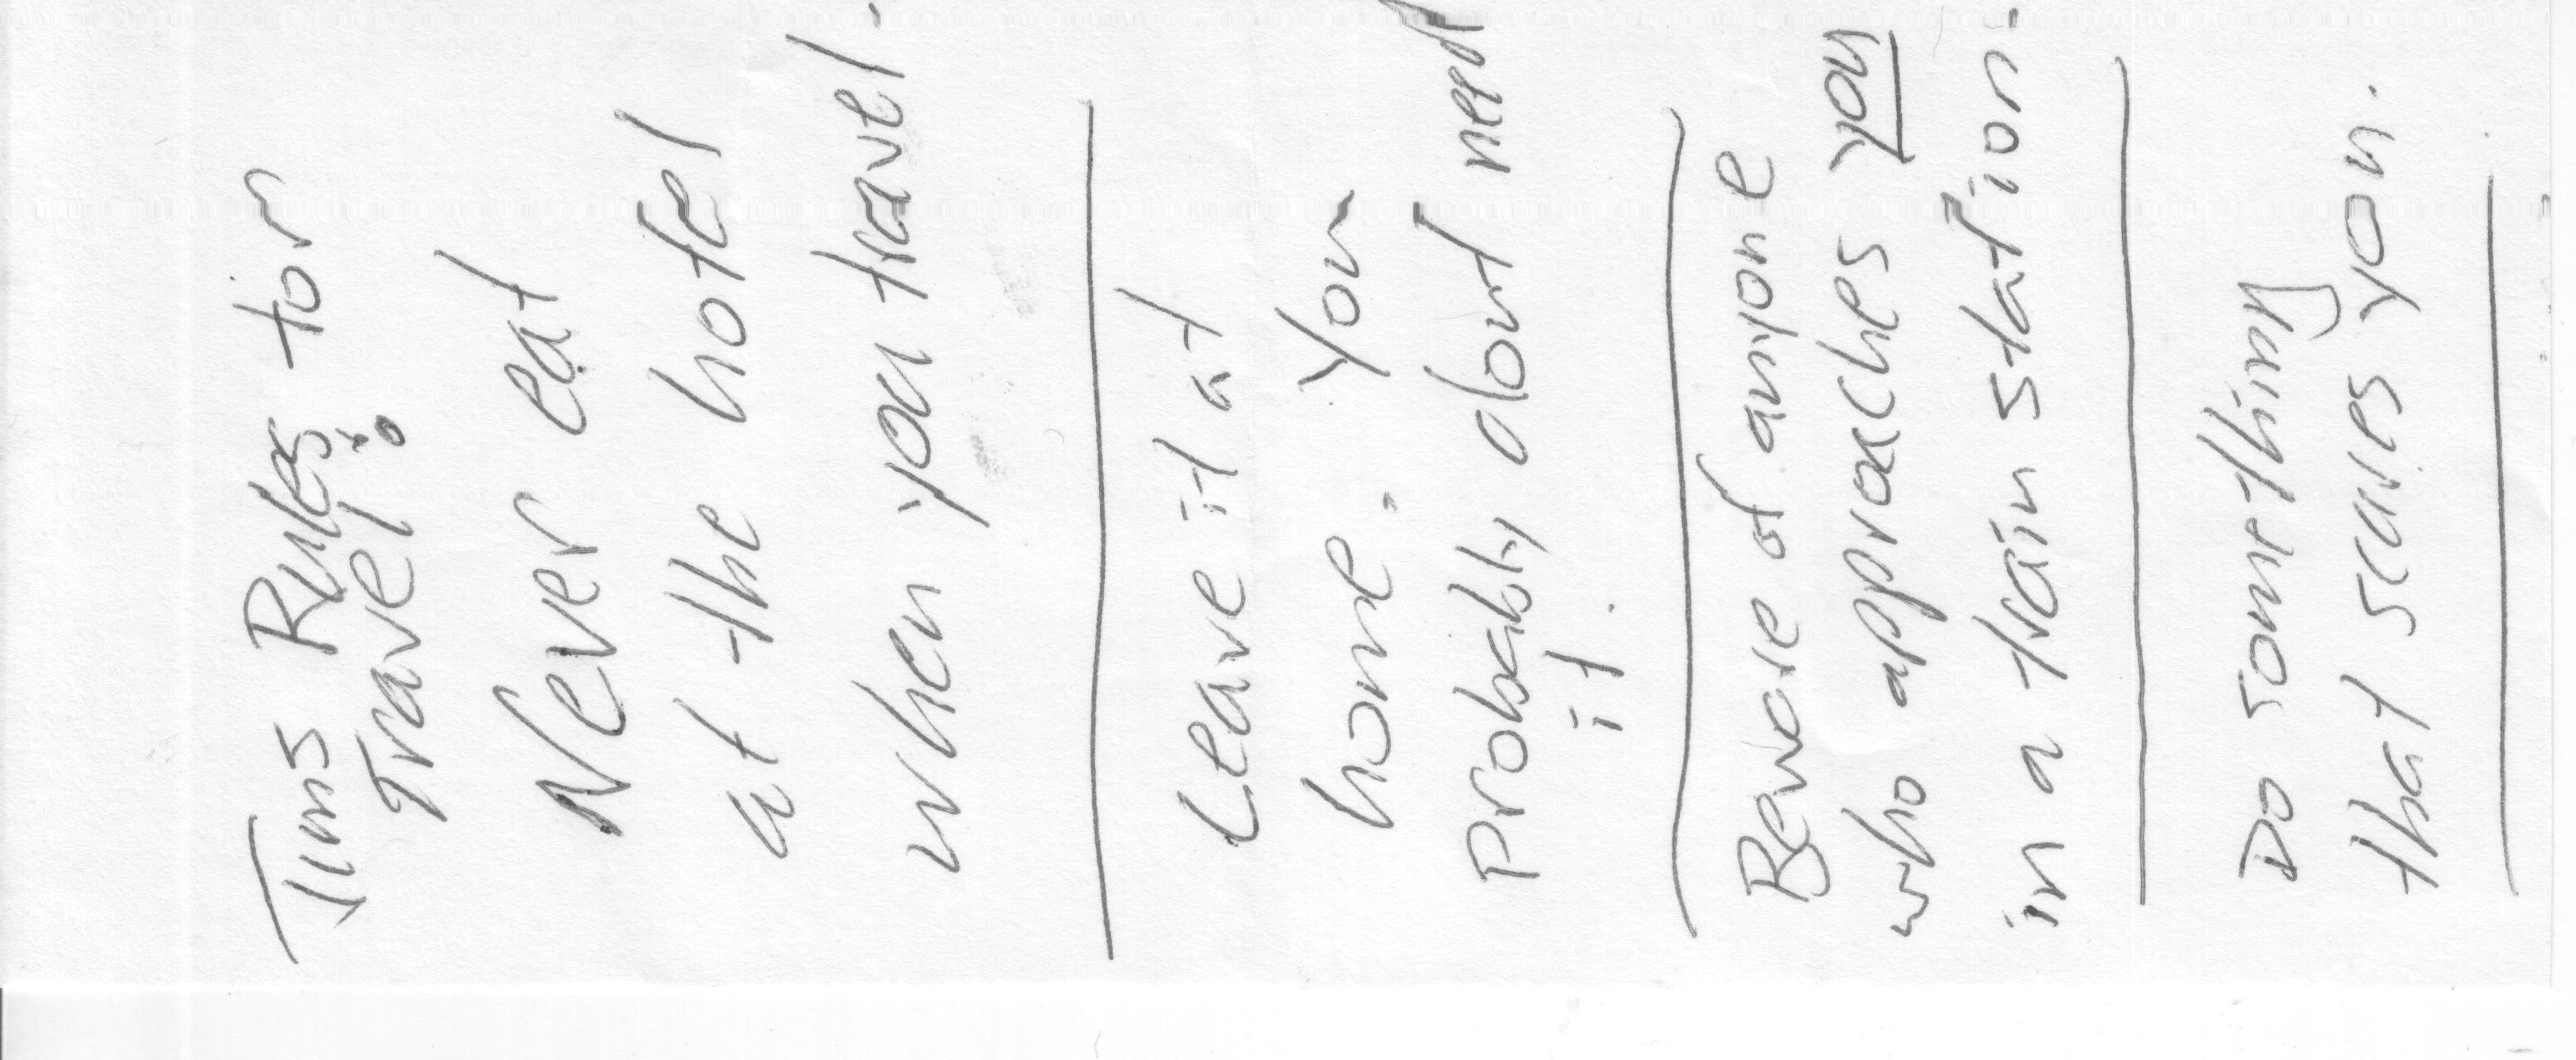 Tims Rules for
Travel:
Never eat
at the hotel
when you travel.
Leave it at
home. You
Probably dont need
it.
Beware of anyone
who approaches you
in a train station.
Do something
that scares you.